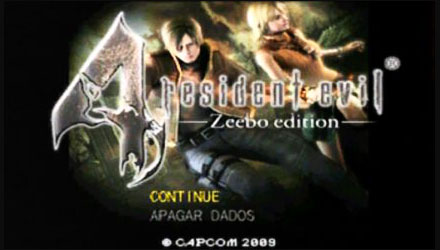 4 resident evil®
Zeebo edition
CONTINUE
APAGAR DADOS
© CAPCOM 2009